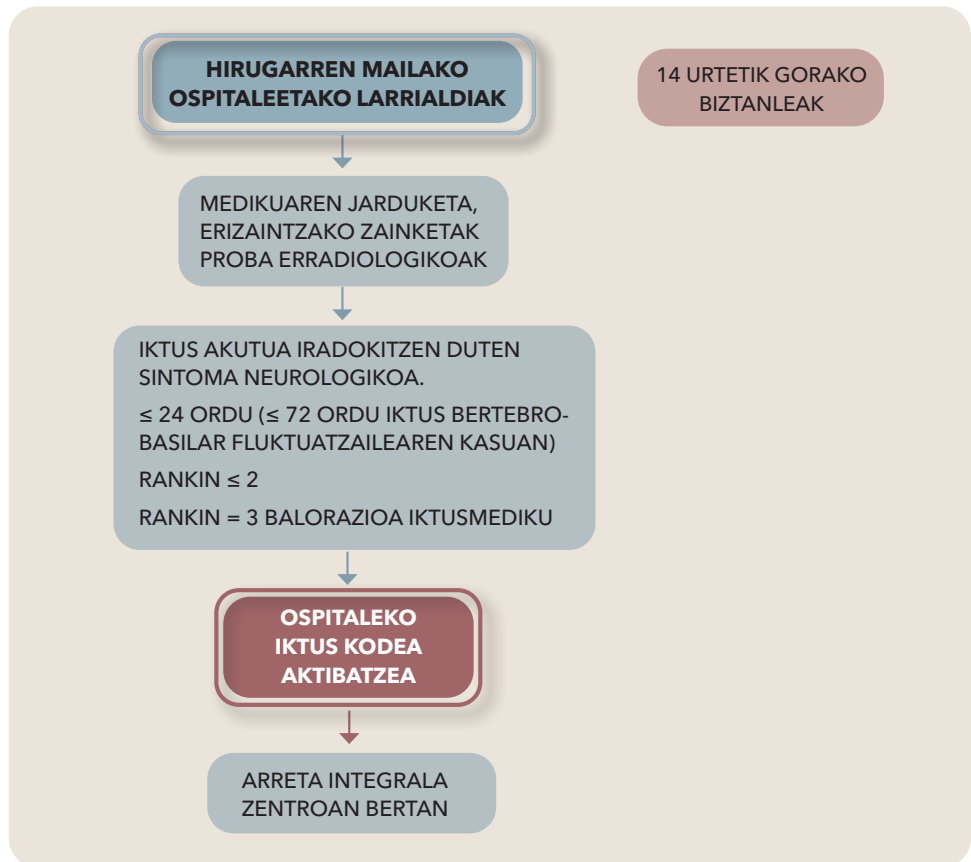 HIRUGARREN MAILAKO
OSPITALEETAKO LARRIALDIAK
14 URTETIK GORAKO
BIZTANLEAK
MEDIKUAREN JARDUKETA,
ERIZAINTZAKO ZAINKETAK
PROBA ERRADIOLOGIKOAK
IKTUS AKUTUA IRADOKITZEN DUTEN
SINTOMA NEUROLOGIKOA.
≤ 24 ORDU (≤ 72 ORDU IKTUS BERTEBRO-
BASILAR FLUKTUATZAILEAREN KASUAN)
RANKIN ≤ 2
RANKIN = 3 BALORAZIOA IKTUSMEDIKU
OSPITALEKO
IKTUS KODEA
AKTIBATZEA
ARRETA INTEGRALA
ZENTROAN BERTAN